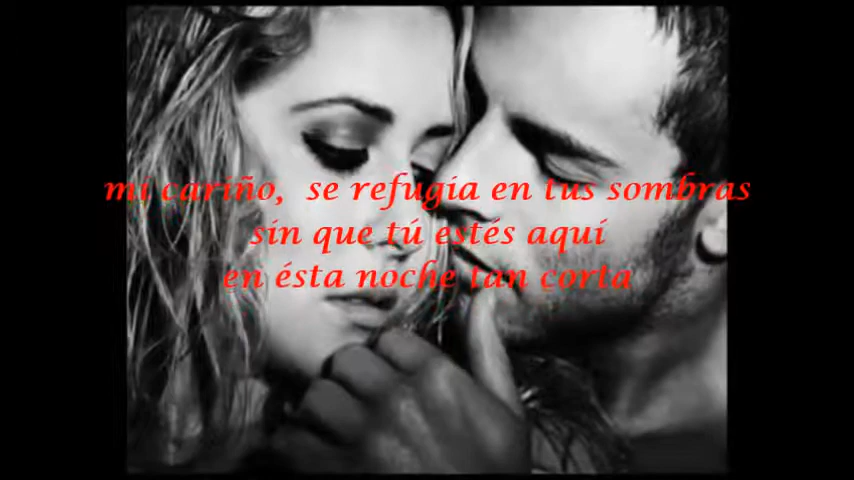 mi cariño, se refugia en tus sombras
sin que tú estés aquí
en ésta noche tan corta